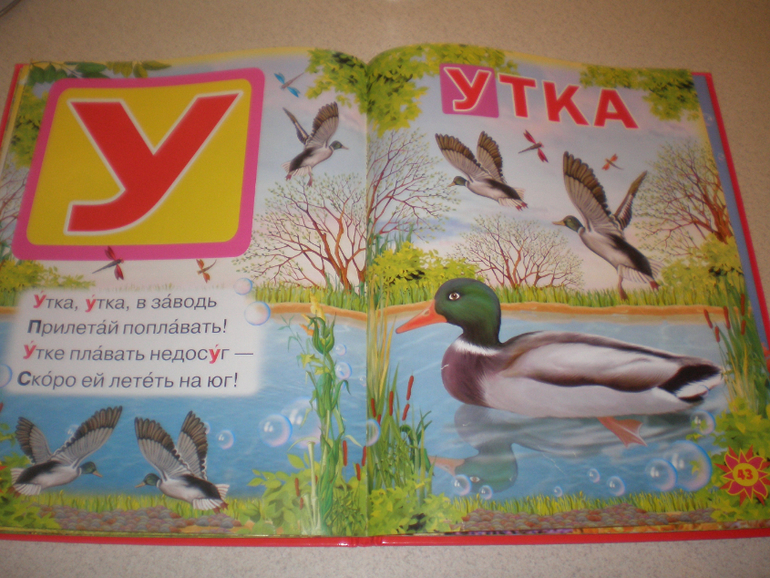 У
Утка, у́тка, в за́водь
Прилета́й попла́вать!
У́тке пла́вать недосу́г —
Ско́ро ей лете́ть на юг!
УТКА
43